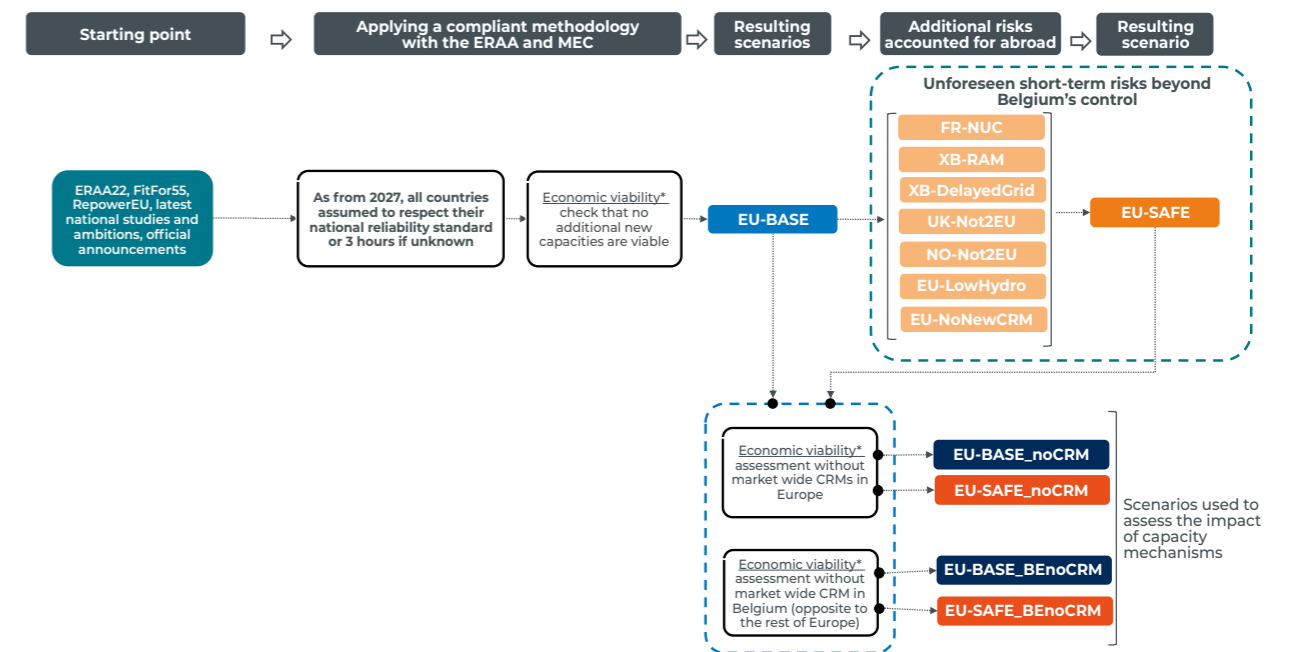 Starting point
Applying a compliant methodology
with the ERAA and MEC
Resulting
scenarios
Additional risks
accounted for abroad
Resulting
scenario
Unforeseen short-term risks beyond
Belgium's control
FR-NUC
XB-RAM
XB-DelayedGrid
UK-Not2EU
NO-Not2EU
EU-LowHydro
EU-NoNewCRM
ERAA22, FitFor55,
RepowerEU, latest
national studies and
ambitions, official
announcements
As from 2027, all countries
assumed to respect their
national reliability standard
or 3 hours if unknown
Economic viability*
check that no
additional new
capacities are viable
EU-BASE
EU-SAFE
Economic viability*
assessment without
market wide CRMs in
Europe
EU-BASE_noCRM
EU-SAFE_noCRM
Economic viability*
assessment without
market wide CRM in
Belgium (opposite to
the rest of Europe)
EU-BASE_BEnoCRM
EU-SAFE_BEnoCRM
Scenarios used to
assess the impact
of capacity
mechanisms